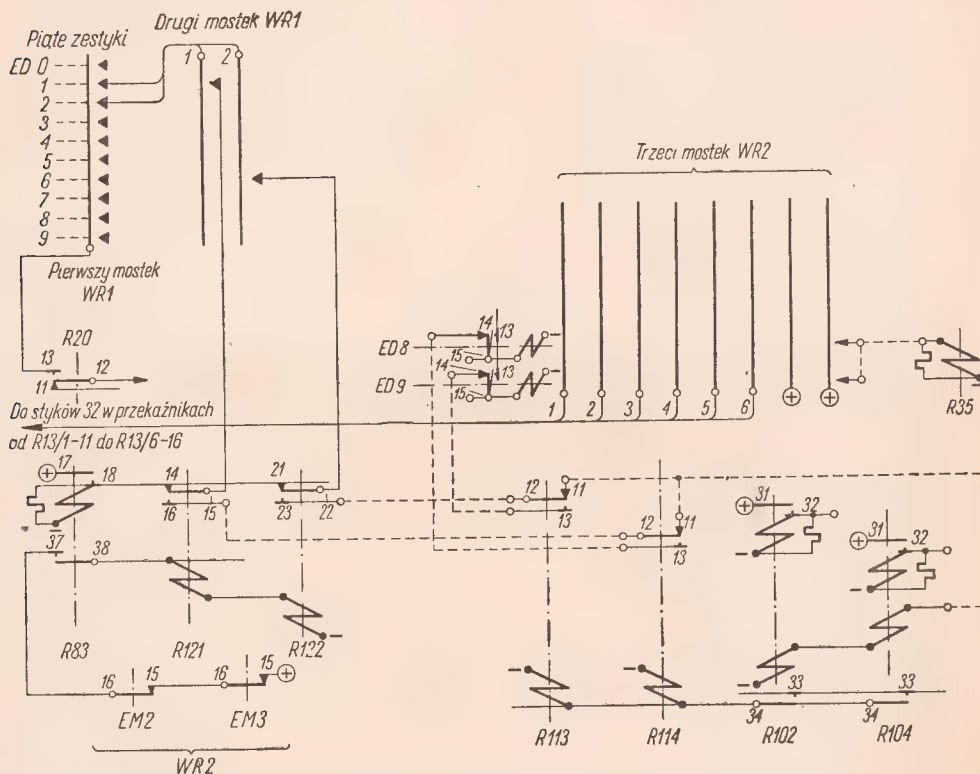 Drugi mostek WR1
Piąte zestyki
ED 0
1
2
3
4
5
6
7
8
9
1 2
Pierwszy mostek
WR1
Trzeci mostek WR2
R20
13
12
11
ED 8
14 13
15
ED 9
14 13
15
1 2 3 4 5 6
R35
Do styków 32 w przekaźnikach
od R13/1-11 do R13/6-16
17 18
14
16 15
21
23 22
12 11
13
12 11
13
31 32
31 32
37 38
R83 R121 R122
16 15
16 15
EM2 EM3
WR2
33
34
33
34
R113 R114 R102 R104